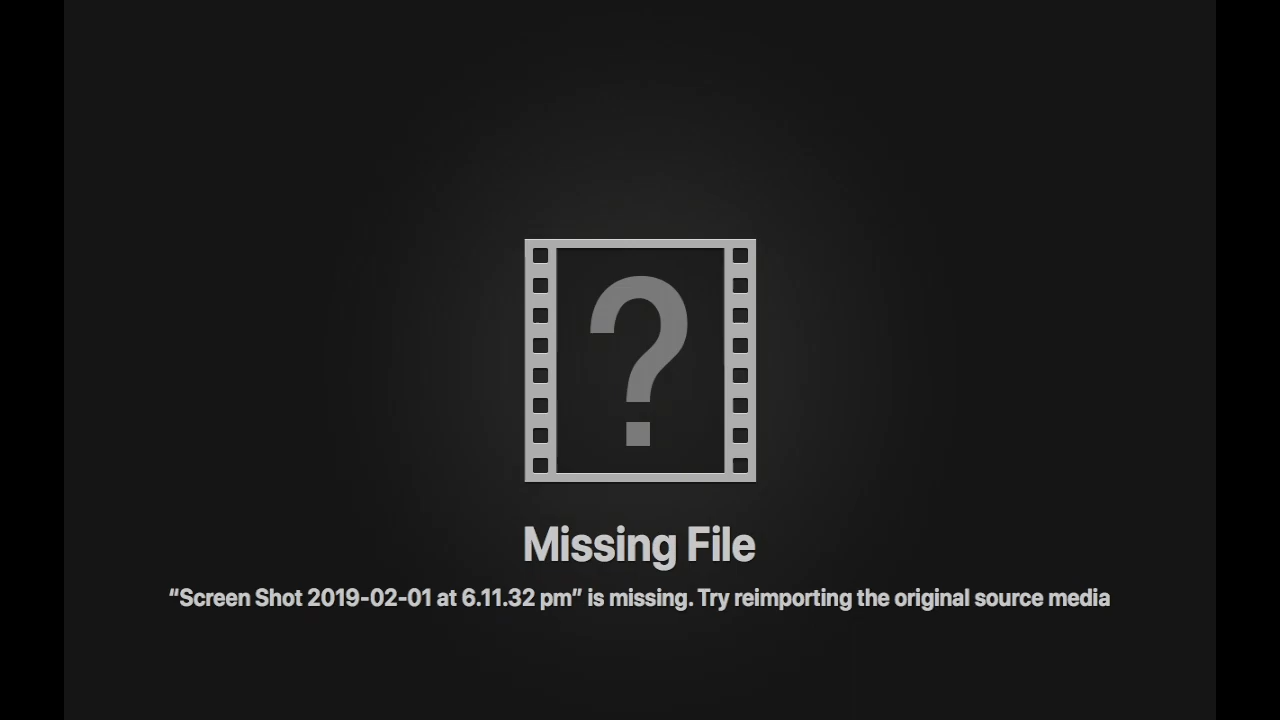 ?
Missing File
“Screen Shot 2019-02-01 at 6.11.32 pm” is missing. Try reimporting the original source media